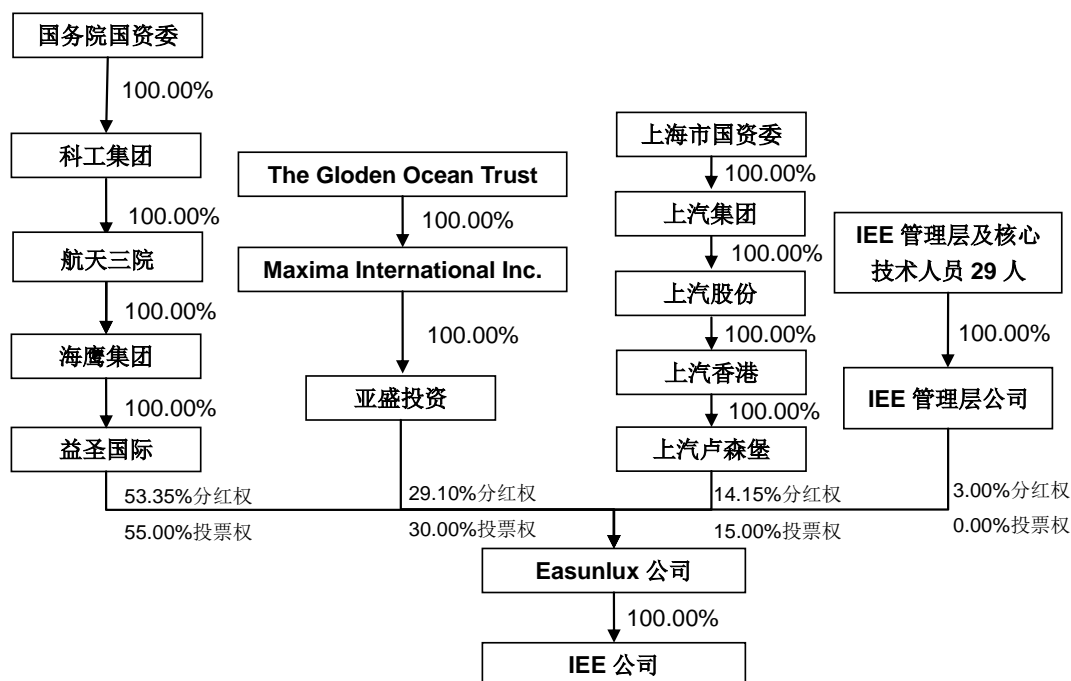 国务院国资委
100.00%
科工集团
100.00%
航天三院
100.00%
海鹰集团
100.00%
益圣国际
53.35%分红权
55.00%投票权
The Gloden Ocean Trust
100.00%
Maxima International Inc.
100.00%
亚盛投资
29.10%分红权
30.00%投票权
上海市国资委
100.00%
上汽集团
100.00%
上汽股份
100.00%
上汽香港
100.00%
上汽卢森堡
14.15%分红权
15.00%投票权
IEE 管理层及核心
技术人员 29 人
100.00%
IEE 管理层公司
3.00%分红权
0.00%投票权
Easunlux 公司
100.00%
IEE 公司